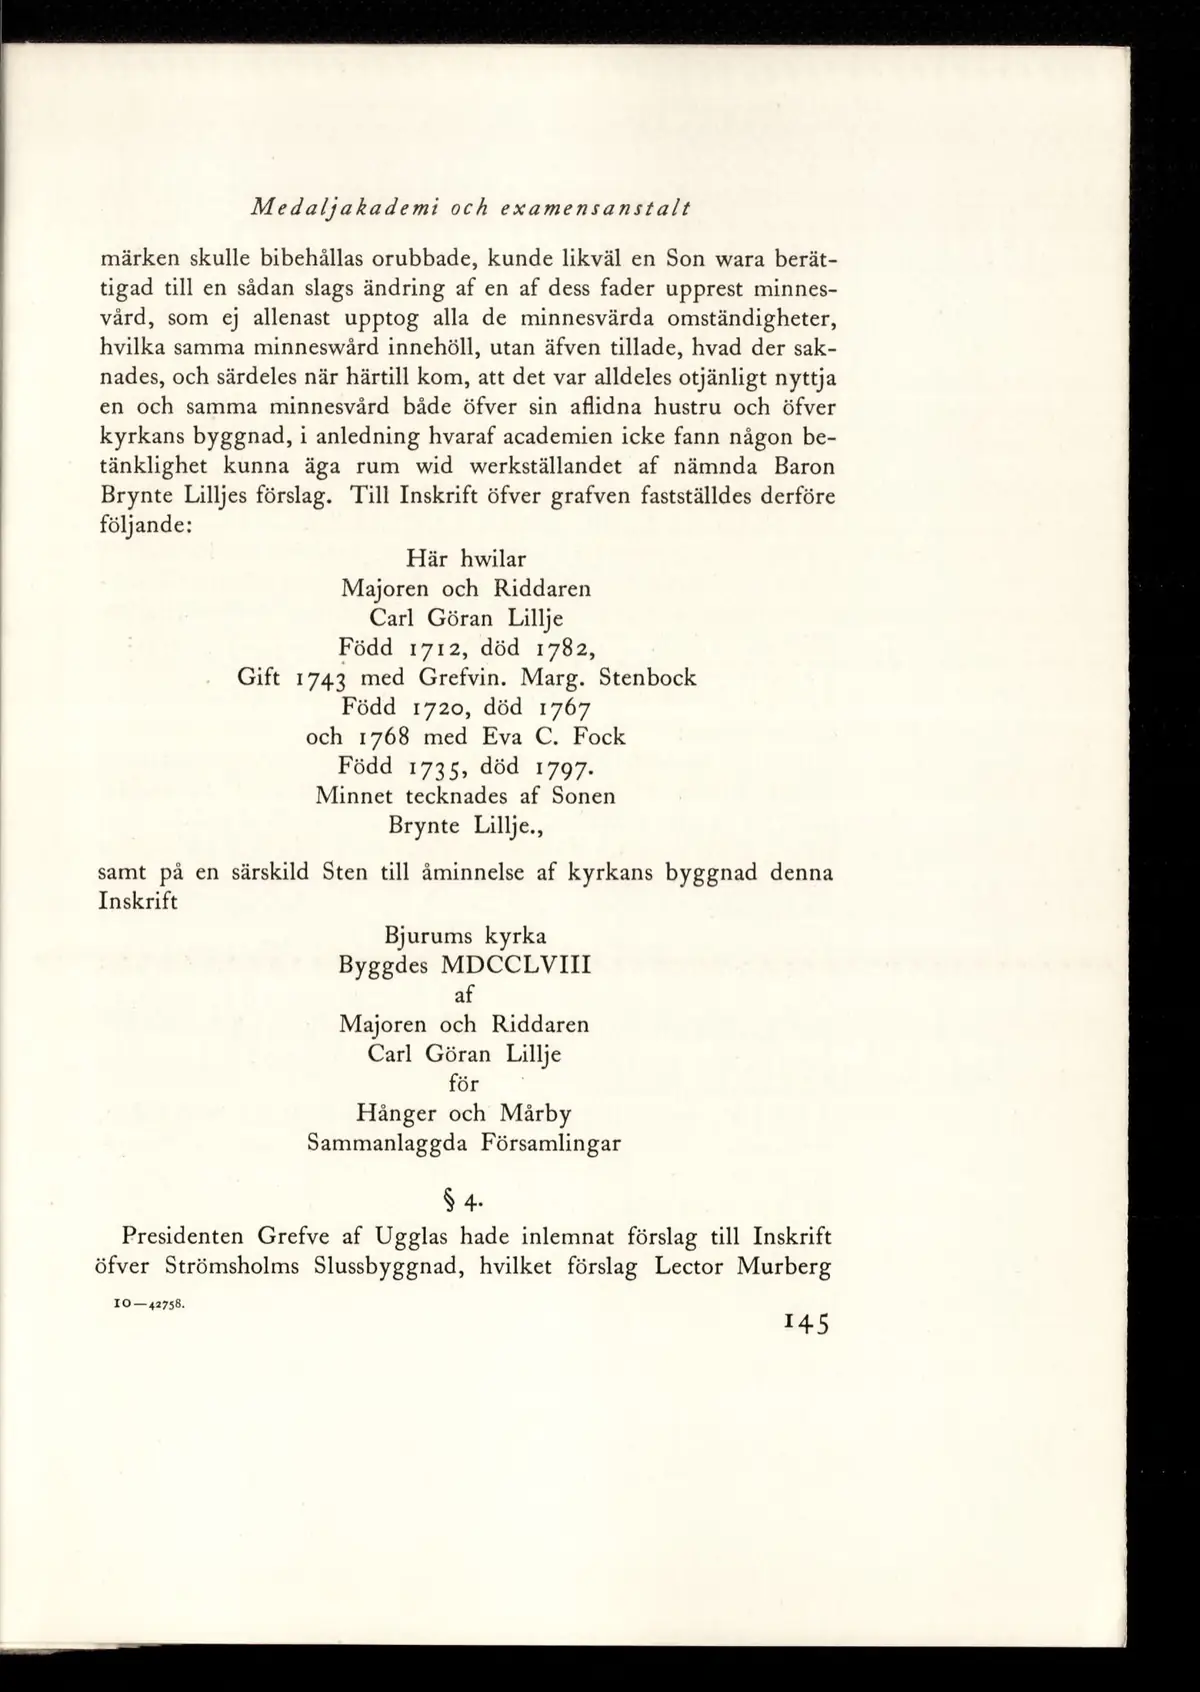 Medaljakademi och examensanstalt
märken skulle bibehållas orubbade, kunde likväl en Son wara berät-
tigad till en sådan slags ändring af en af dess fader upprest minnes-
vård, som ej allenast upptog alla de minnesvärda omständigheter,
hvilka samma minneswård innehöll, utan äfven tillade, hvad der sak-
nades, och särdeles när härtill kom, att det var alldeles otjänligt nyttja
en och samma minnesvård både öfver sin aflidna hustru och öfver
kyrkans byggnad, i anledning hvaraf academien icke fann någon be-
tänklighet kunna äga rum wid werkställandet af nämnda Baron
Brynte Lilljes förslag. Till Inskrift öfver grafven fastställdes derföre
följande:
Här hwilar
Majoren och Riddaren
Carl Göran Lillje
Född 1712, död 1782,
Gift 1743 med Grefvin. Marg. Stenbock
Född 1720, död 1767
och 1768 med Eva C. Fock
Född 1735, död 1797.
Minnet tecknades af Sonen
Brynte Lillje.,
samt på en särskild Sten till åminnelse af kyrkans byggnad denna
Inskrift
Bjurums kyrka
Byggdes MDCCLVIII
af
Majoren och Riddaren
Carl Göran Lillje
för
Hånger och Mårby
Sammanlaggda Församlingar
§ 4.
Presidenten Grefve af Ugglas hade inlemnat förslag till Inskrift
öfver Strömsholms Slussbyggnad, hvilket förslag Lector Murberg
10—42758.
145